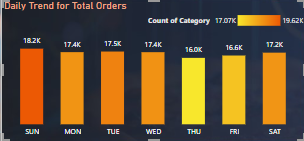 Daily Trend for Total Orders
Count of Category 17.07K 19.62K
18.2K 17.4K 17.5K 17.4K 16.0K 16.6K 17.2K
SUN MON TUE WED THU FRI SAT